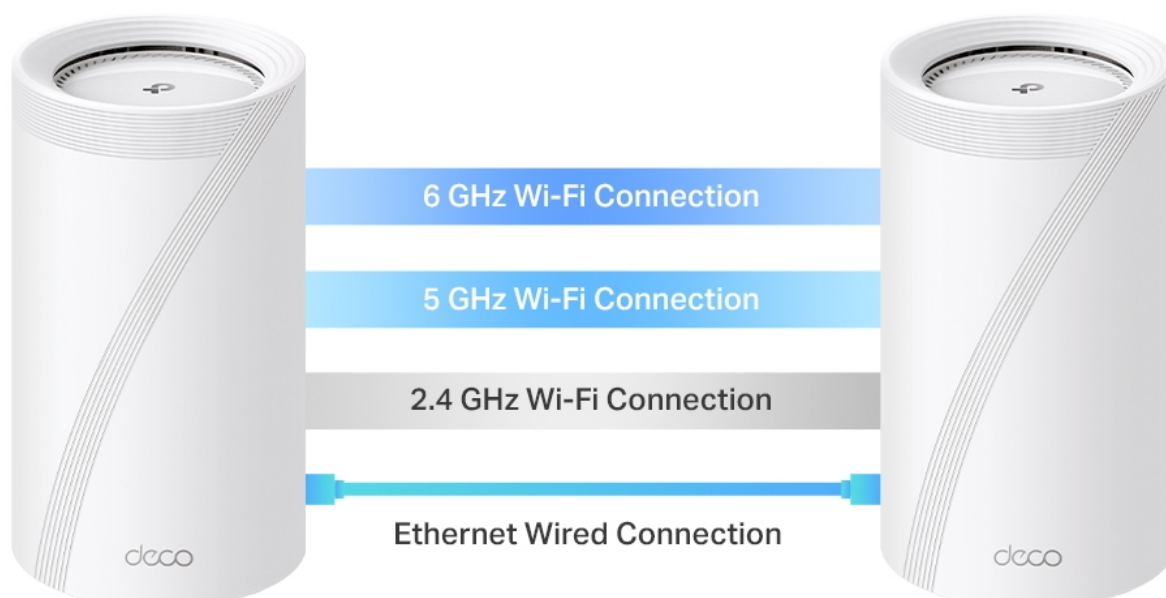 6 GHz Wi-Fi Connection
5 GHz Wi-Fi Connection
2.4 GHz Wi-Fi Connection
Ethernet Wired Connection
deco
deco